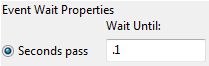 Event Wait Properties
Wait Until:
Seconds pass .1